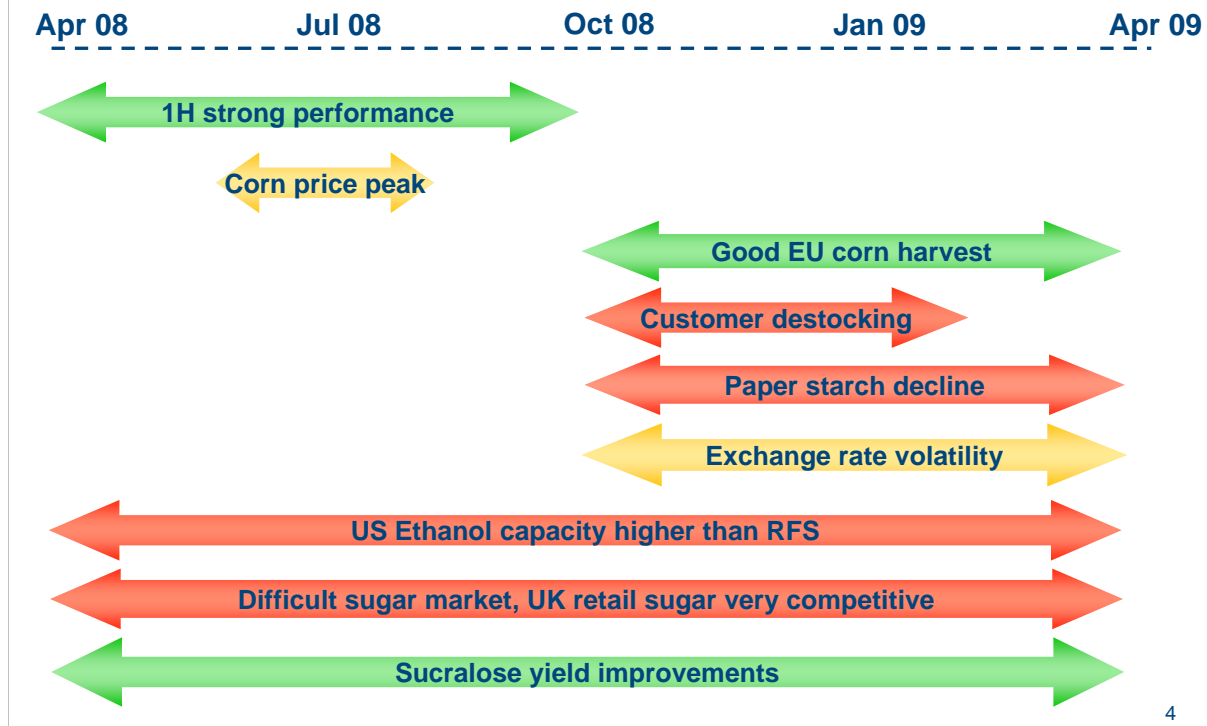 Apr 08 Jul 08 Oct 08 Jan 09 Apr 09
1H strong performance
Corn price peak
Good EU corn harvest
Customer destocking
Paper starch decline
Exchange rate volatility
US Ethanol capacity higher than RFS
Difficult sugar market, UK retail sugar very competitive
Sucralose yield improvements
4